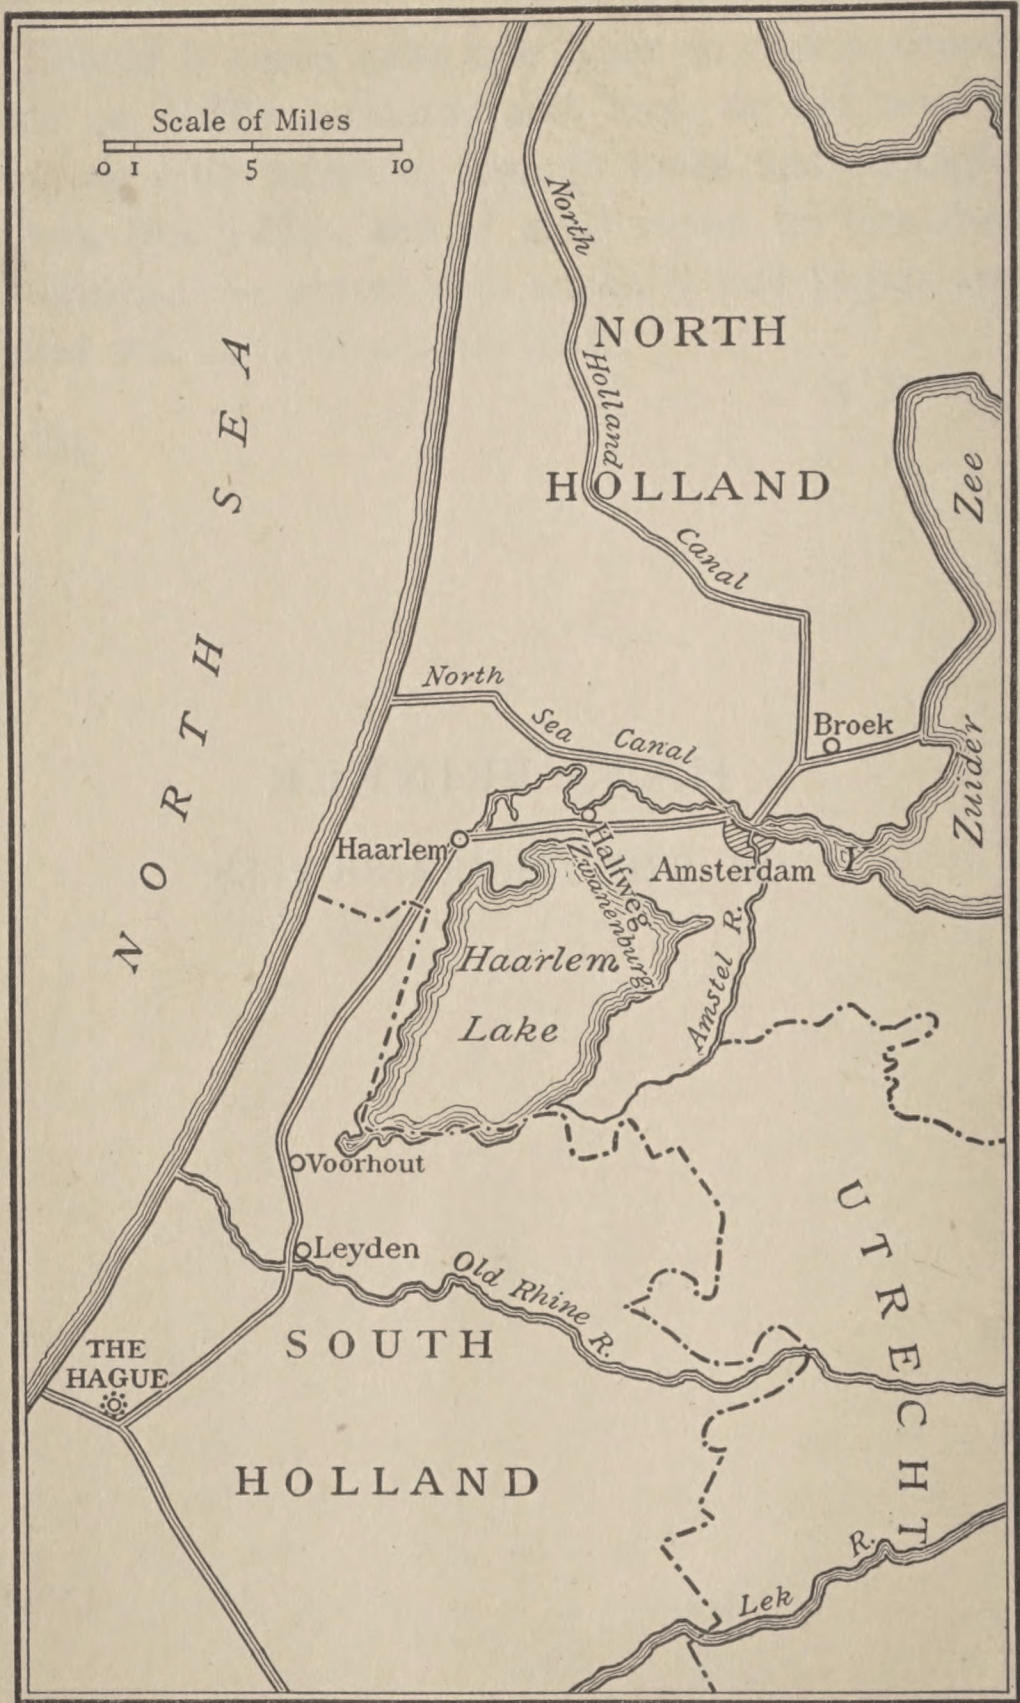 Scale of Miles
0 1 5 10
NORTH SEA
North Holland Canal
NORTH
HOLLAND
Zuider Zee
North Sea Canal
Broek
Haarlem
Halfweg
Zwanenburg
Amsterdam
Y
Haarlem
Lake
Amstel R.
Voorhout
Leyden
Old Rhine R.
UTRECHT
THE
HAGUE
SOUTH
HOLLAND
Lek R.